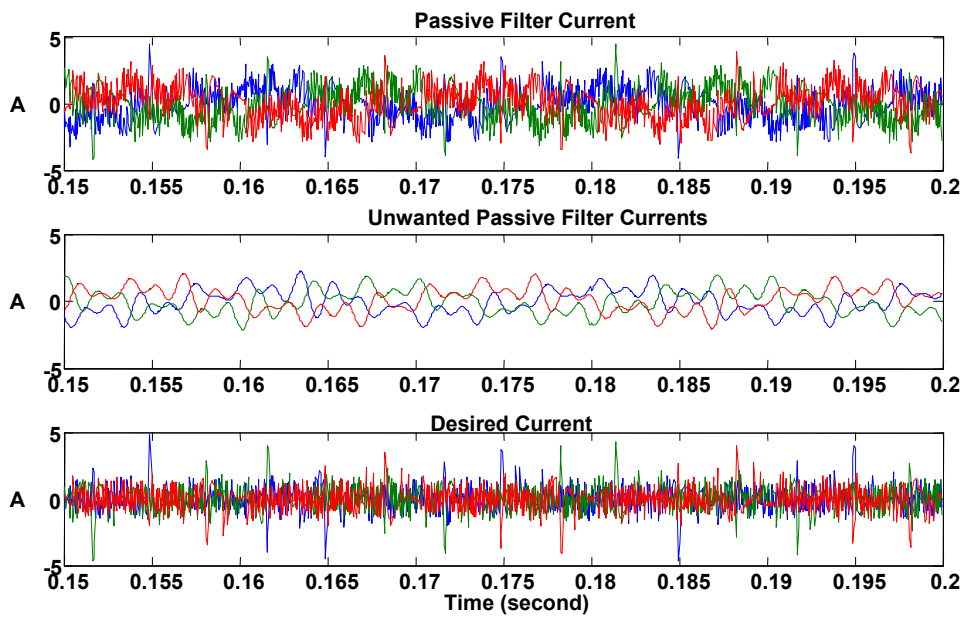 Passive Filter Current
5
A
0
-5
0.15 0.155 0.16 0.165 0.17 0.175 0.18 0.185 0.19 0.195 0.2
Unwanted Passive Filter Currents
5
A
0
-5
0.15 0.155 0.16 0.165 0.17 0.175 0.18 0.185 0.19 0.195 0.2
Desired Current
5
A
0
-5
0.15 0.155 0.16 0.165 0.17 0.175 0.18 0.185 0.19 0.195 0.2
Time (second)